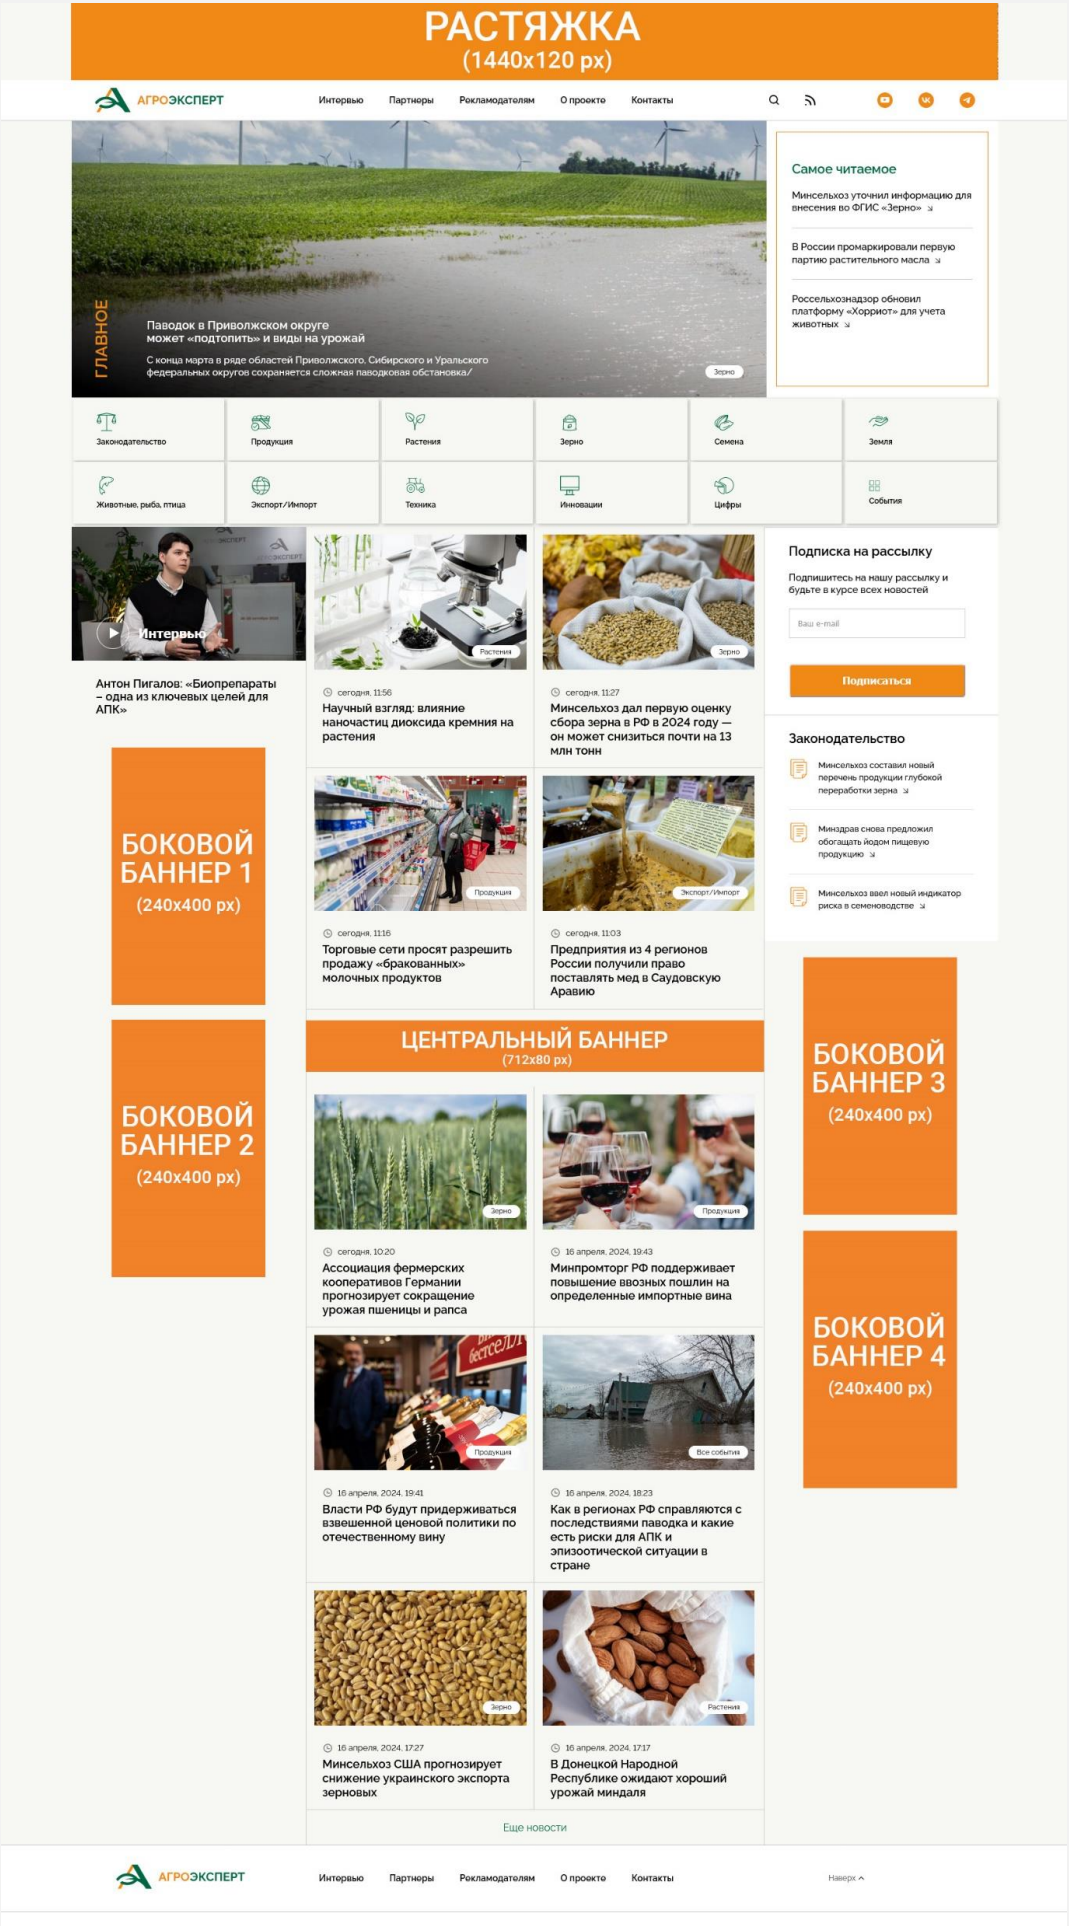 РАСТЯЖКА
(1440x120 px)
АГРОЭКСПЕРТ
Интервью Партнеры Рекламодателям О проекте Контакты
ГЛАВНОЕ
Паводок в Приволжском округе
может «подтопить» и виды на урожай
С конца марта в ряде областей Приволжского, Сибирского и Уральского
федеральных округов сохраняется сложная паводковая обстановка/
Зерно
Самое читаемое
Минсельхоз уточнил информацию для
внесения во ФГИС «Зерно»
В России промаркировали первую
партию растительного масла
Россельхознадзор обновил
платформу «Хорриот» для учета
животных
Законодательство Продукция Растения Зерно Семена Земля
Животные, рыба, птица Экспорт/Импорт Техника Инновации Цифры События
Интервью
Антон Пигалов: «Биопрепараты
– одна из ключевых целей для
АПК»
БОКОВОЙ
БАННЕР 1
(240x400 px)
БОКОВОЙ
БАННЕР 2
(240x400 px)
Растения
сегодня, 11:56
Научный взгляд: влияние
наночастиц диоксида кремния на
растения
Зерно
сегодня, 11:27
Минсельхоз дал первую оценку
сбора зерна в РФ в 2024 году —
он может снизиться почти на 13
млн тонн
Продукция
сегодня, 11:16
Торговые сети просят разрешить
продажу «бракованных»
молочных продуктов
Экспорт/Импорт
сегодня, 11:03
Предприятия из 4 регионов
России получили право
поставлять мед в Саудовскую
Аравию
ЦЕНТРАЛЬНЫЙ БАННЕР
(712x80 px)
Зерно
сегодня, 10:20
Ассоциация фермерских
кооперативов Германии
прогнозирует сокращение
урожая пшеницы и рапса
Продукция
16 апреля, 2024, 19:43
Минпромторг РФ поддерживает
повышение ввозных пошлин на
определенные импортные вина
бестселл
Продукция
16 апреля, 2024, 19:41
Власти РФ будут придерживаться
взвешенной ценовой политики по
отечественному вину
Все события
16 апреля, 2024, 18:23
Как в регионах РФ справляются с
последствиями паводка и какие
есть риски для АПК и
эпизоотической ситуации в
стране
Зерно
16 апреля, 2024, 17:27
Минсельхоз США прогнозирует
снижение украинского экспорта
зерновых
Растения
16 апреля, 2024, 17:17
В Донецкой Народной
Республике ожидают хороший
урожай миндаля
Еще новости
Подписка на рассылку
Подпишитесь на нашу рассылку и
будьте в курсе всех новостей
Ваш e-mail
Подписаться
Законодательство
Минсельхоз составил новый
перечень продукции глубокой
переработки зерна
Минздрав снова предложил
обогащать йодом пищевую
продукцию
Минсельхоз ввел новый индикатор
риска в семеноводстве
БОКОВОЙ
БАННЕР 3
(240x400 px)
БОКОВОЙ
БАННЕР 4
(240x400 px)
АГРОЭКСПЕРТ
Интервью Партнеры Рекламодателям О проекте Контакты
Наверх